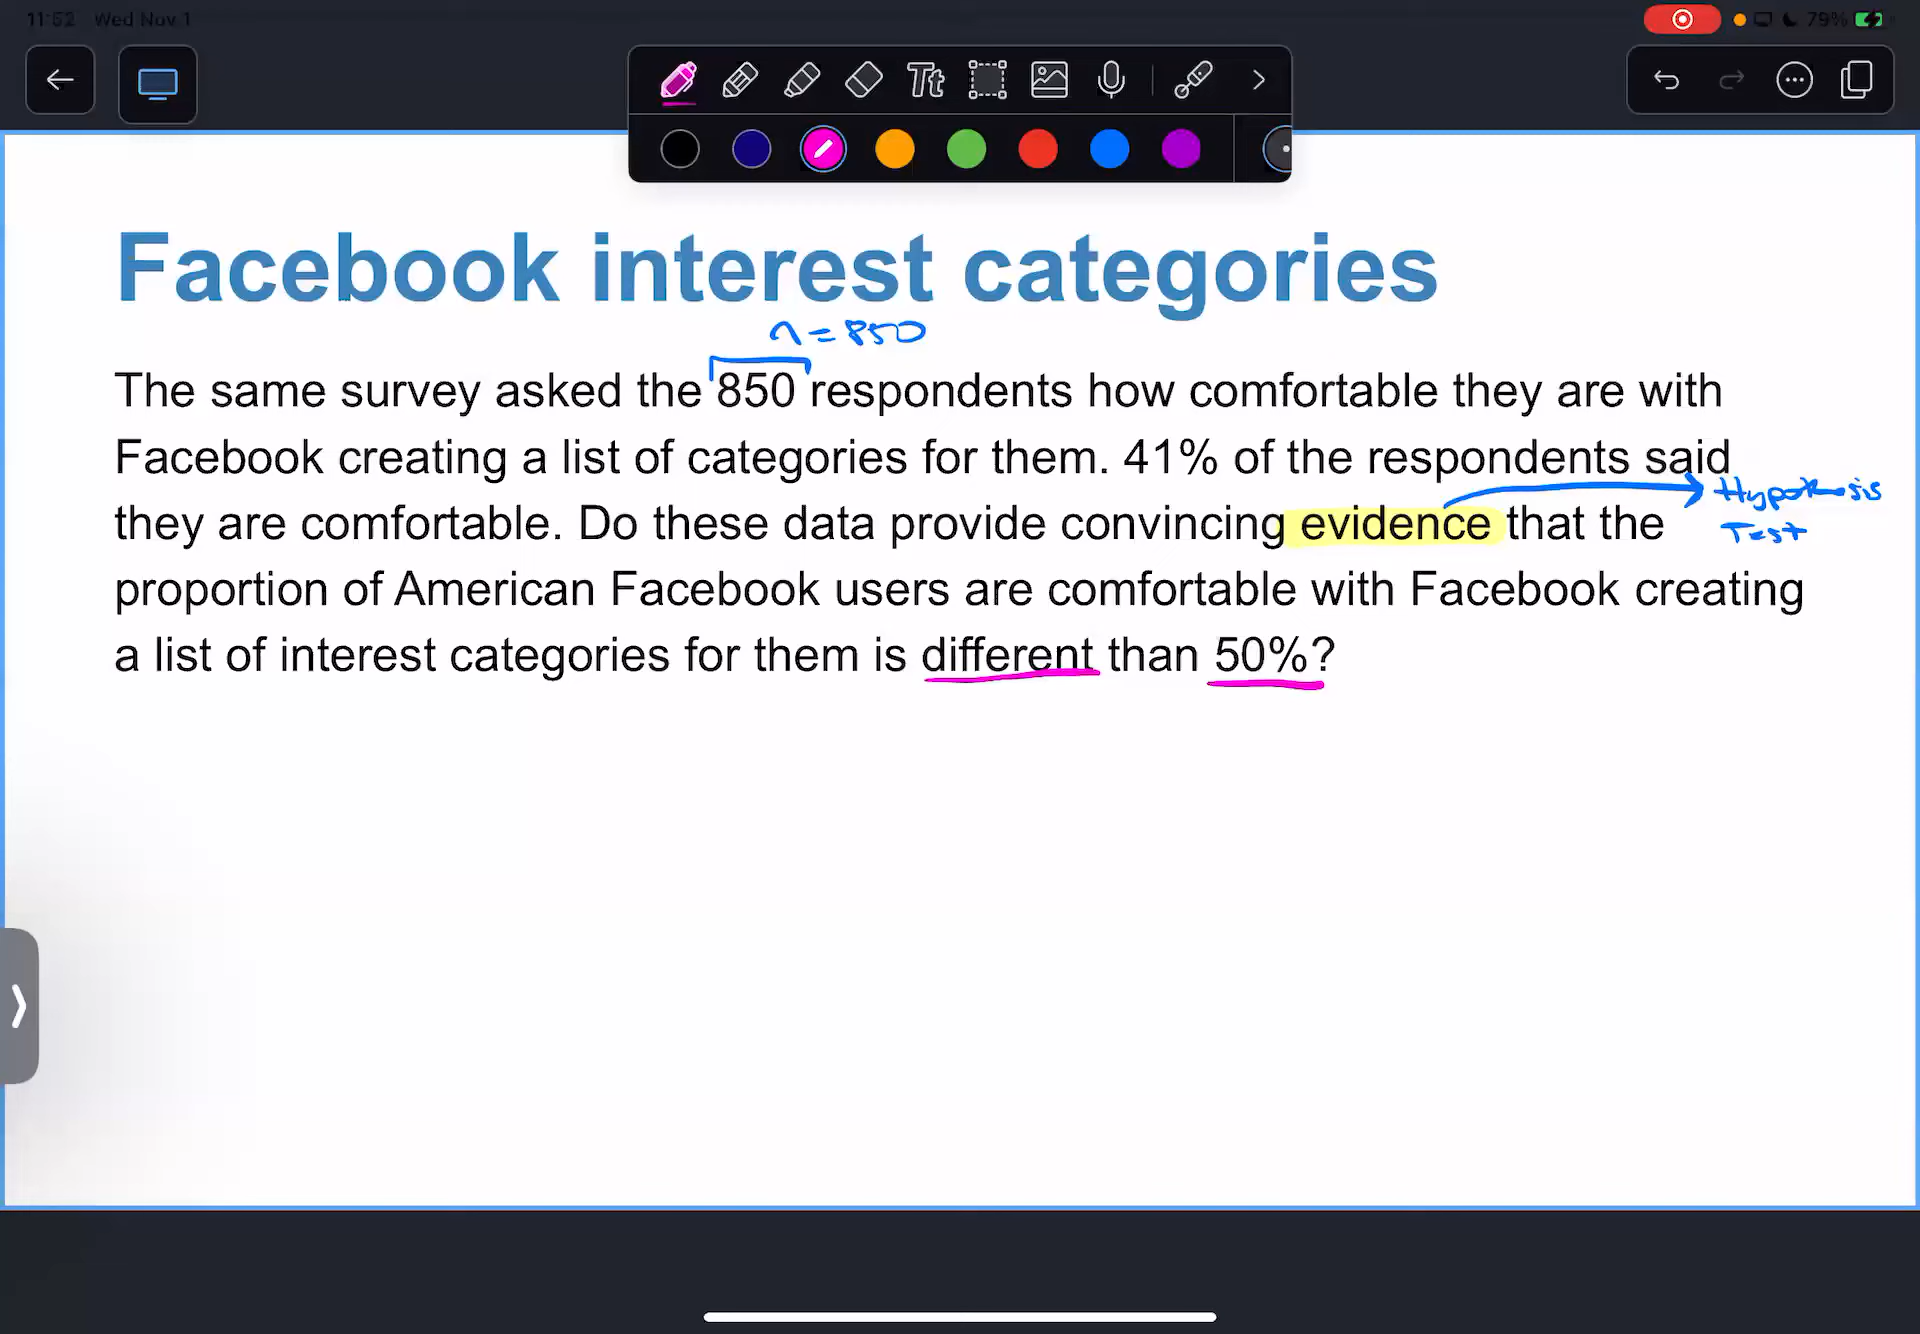 11:52 Wed Nov 1
79%
Tt
Facebook interest categories
n=850
The same survey asked the 850 respondents how comfortable they are with
Facebook creating a list of categories for them. 41% of the respondents said
Hypothesis
they are comfortable. Do these data provide convincing evidence that the
Test
proportion of American Facebook users are comfortable with Facebook creating
a list of interest categories for them is different than 50%?